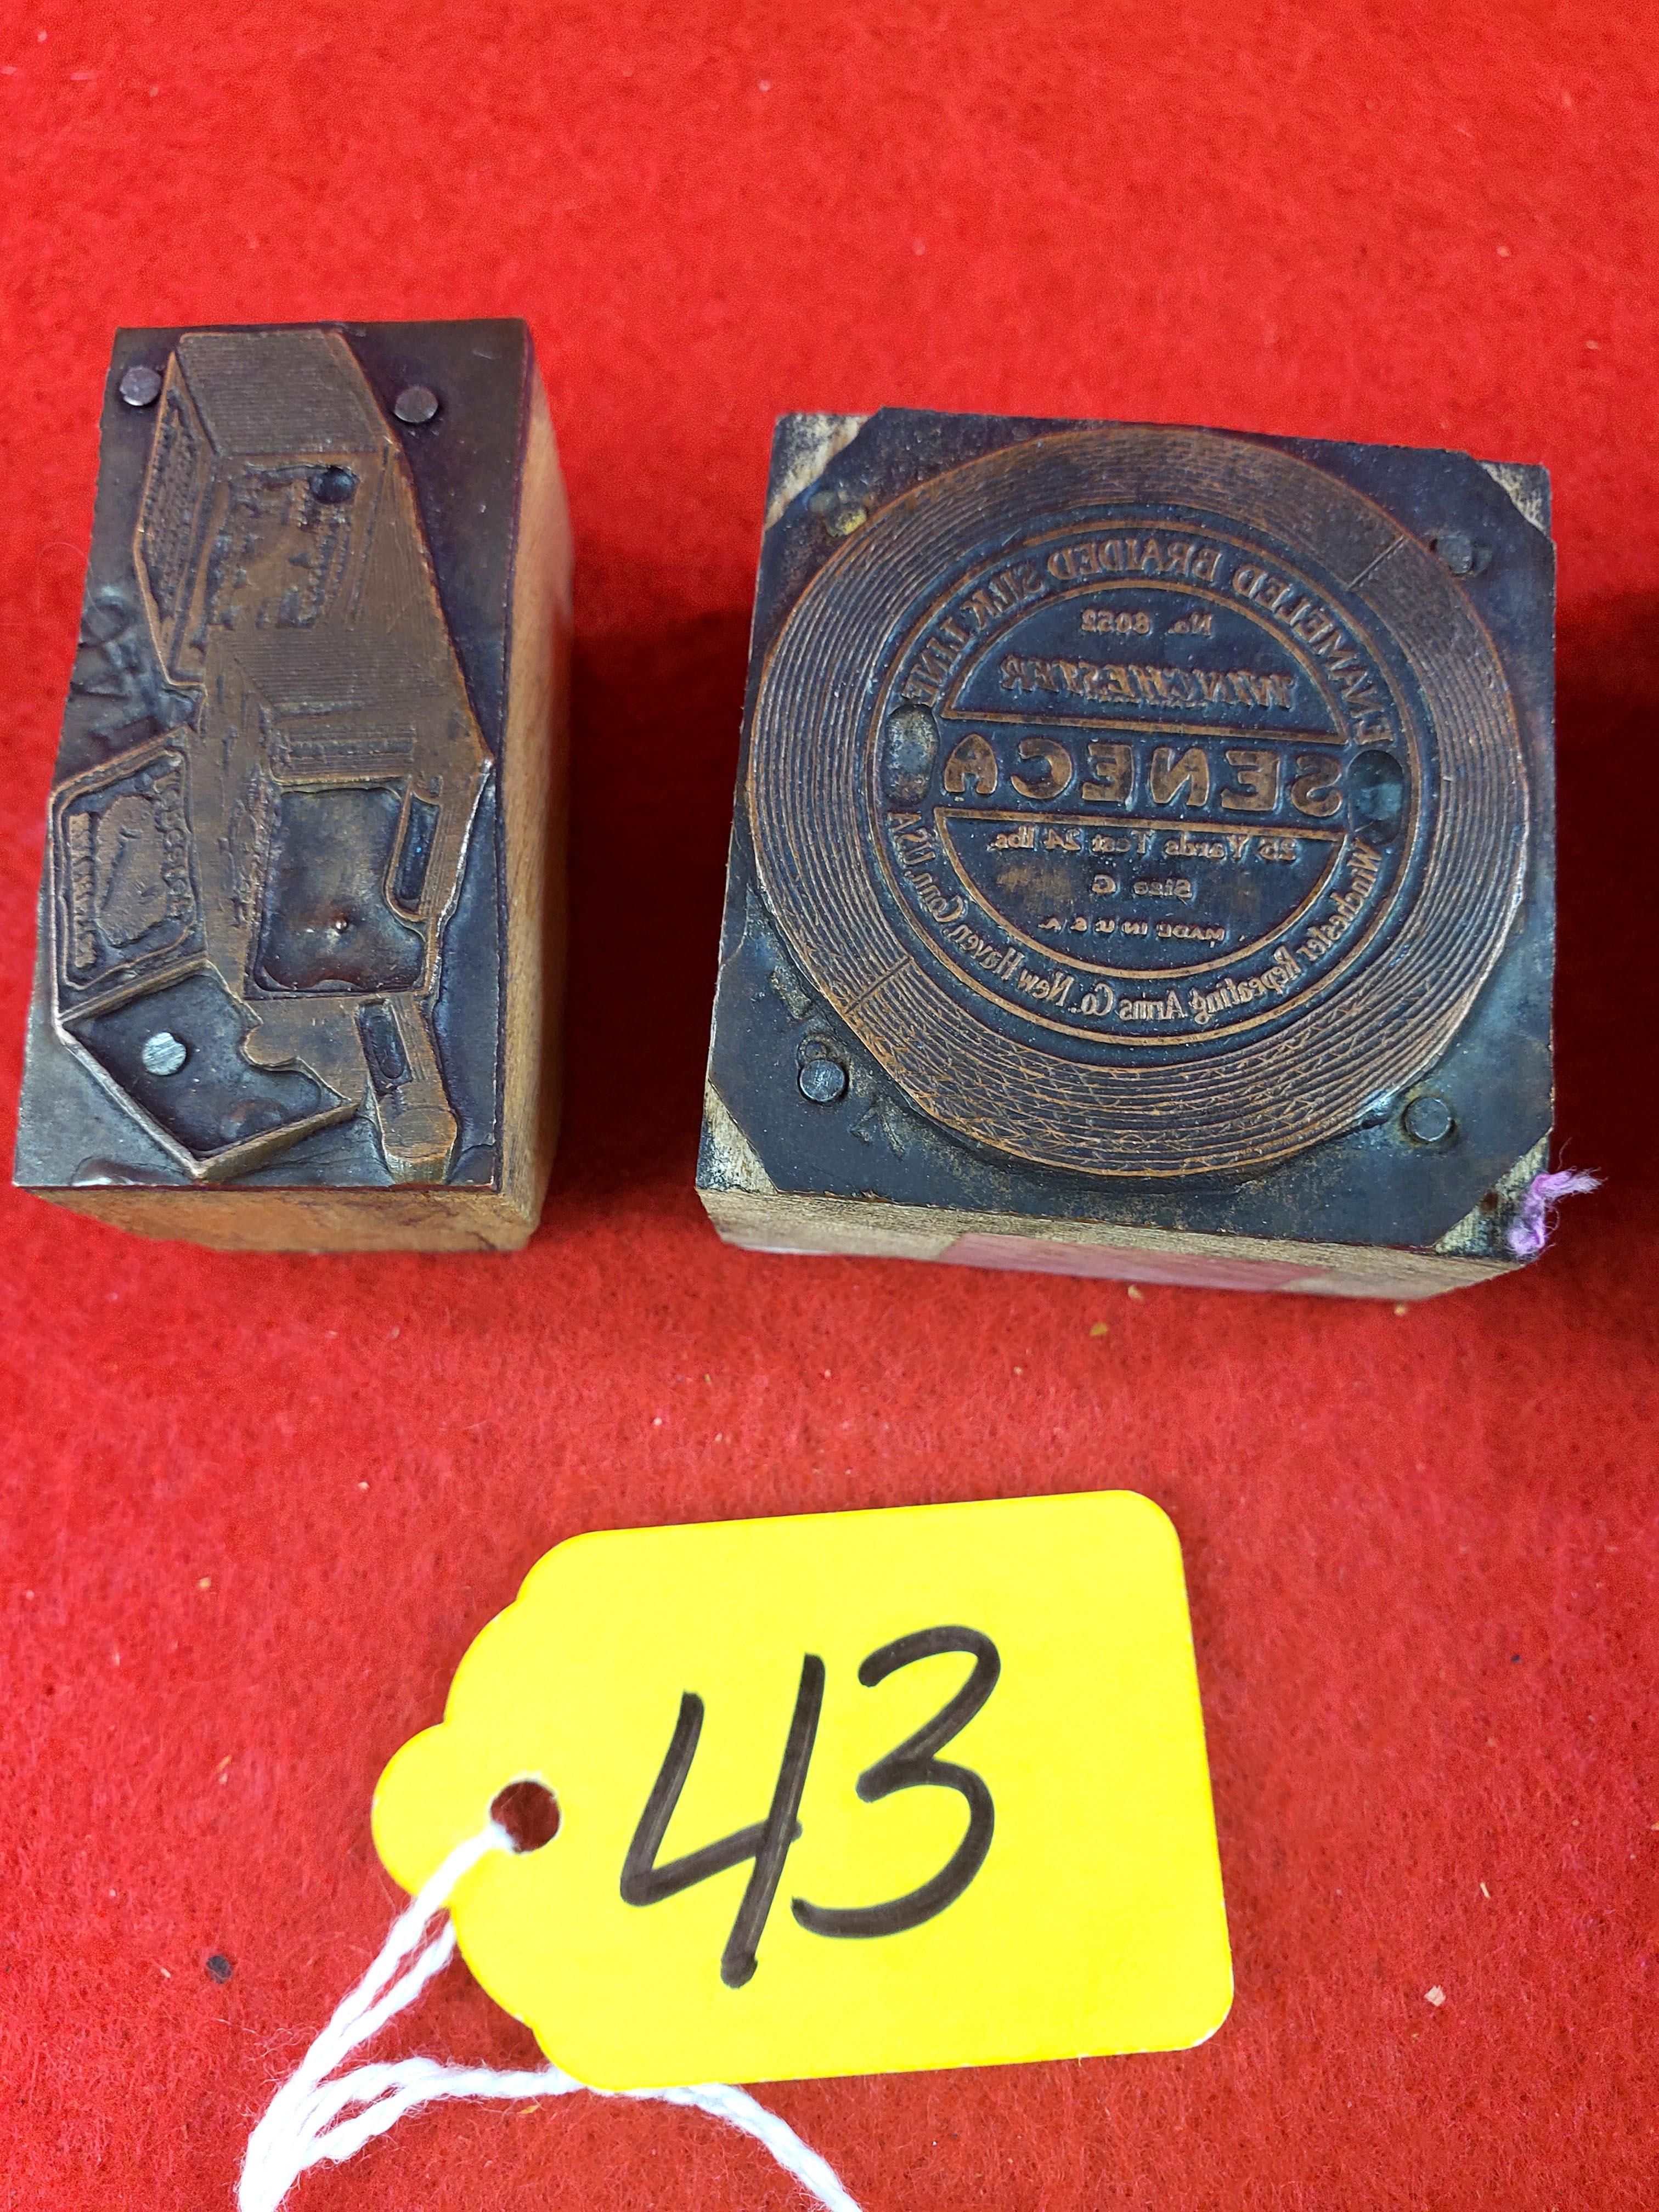 ENAMELED BRAIDED SILK LINE
No. 8052
WINCHESTER
SENECA
25 Yards Test 24 lbs.
Size G
MADE IN U.S.A.
Winchester Repeating Arms Co. New Haven, Conn. USA
43